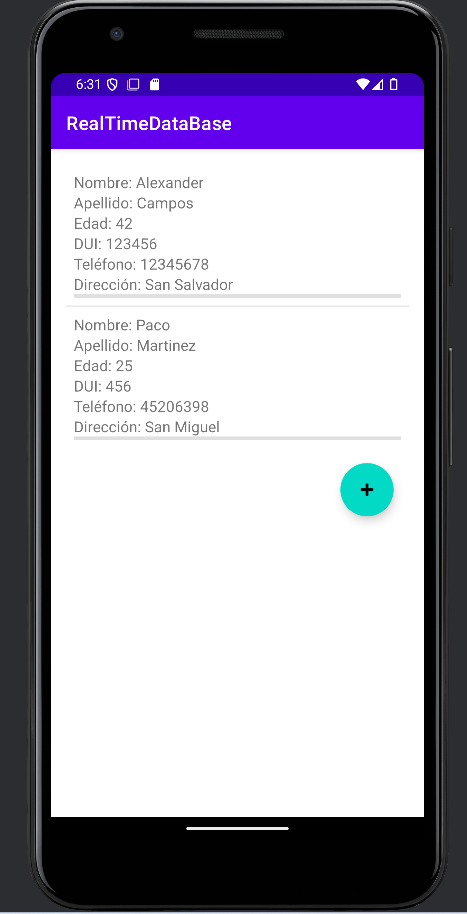 6:31
RealTimeDataBase
Nombre: Alexander
Apellido: Campos
Edad: 42
DUI: 123456
Teléfono: 12345678
Dirección: San Salvador
Nombre: Paco
Apellido: Martinez
Edad: 25
DUI: 456
Teléfono: 45206398
Dirección: San Miguel
+